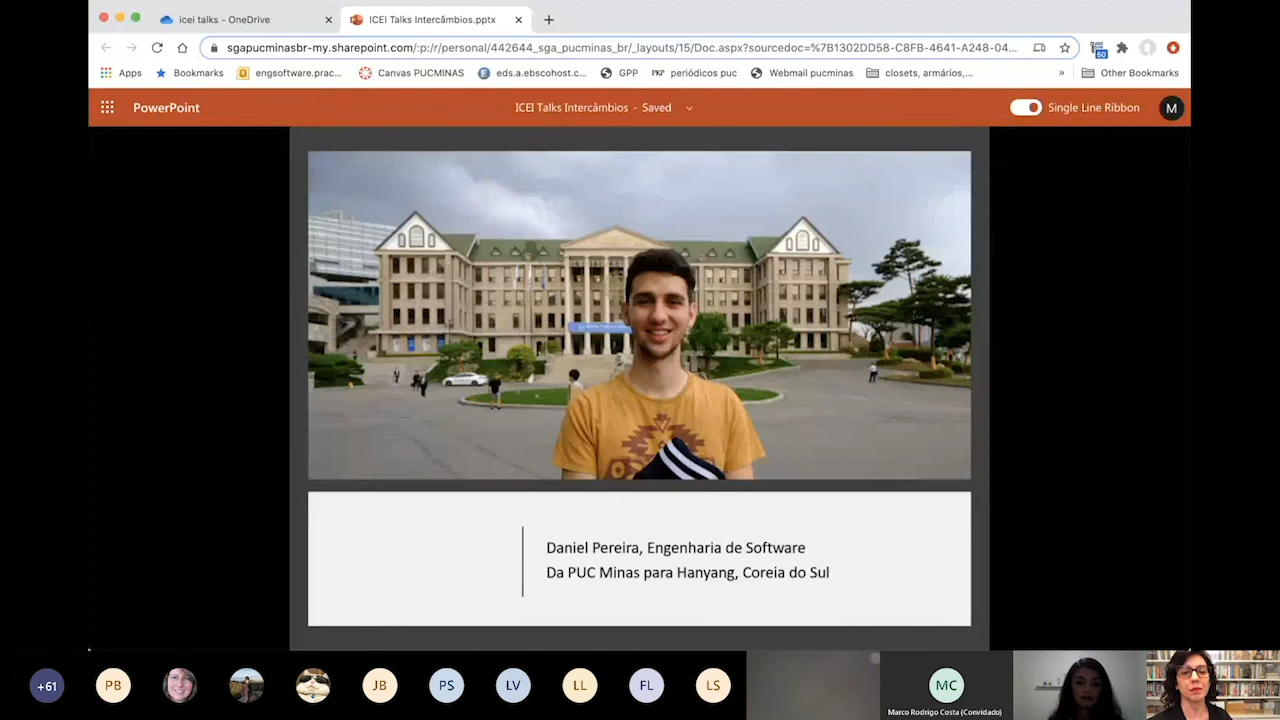 icei talks - OneDrive
ICEI Talks Intercâmbios.pptx
sgapucminasbr-my.sharepoint.com/:p:/r/personal/442644_sga_pucminas_br/_layouts/15/Doc.aspx?sourcedoc=%7B1302DD58-C8FB-4641-A248-04...
50
Apps
Bookmarks
engsoftware.prac...
Canvas PUCMINAS
eds.a.ebscohost.c...
GPP
PKP periódicos puc
Webmail pucminas
closets, armários,...
»
Other Bookmarks
PowerPoint
ICEI Talks Intercâmbios - Saved
Single Line Ribbon
M
Daniel Pereira, Engenharia de Software
Da PUC Minas para Hanyang, Coreia do Sul
+61
PB
JB
PS
LV
LL
FL
LS
MC
Marco Rodrigo Costa (Convidado)